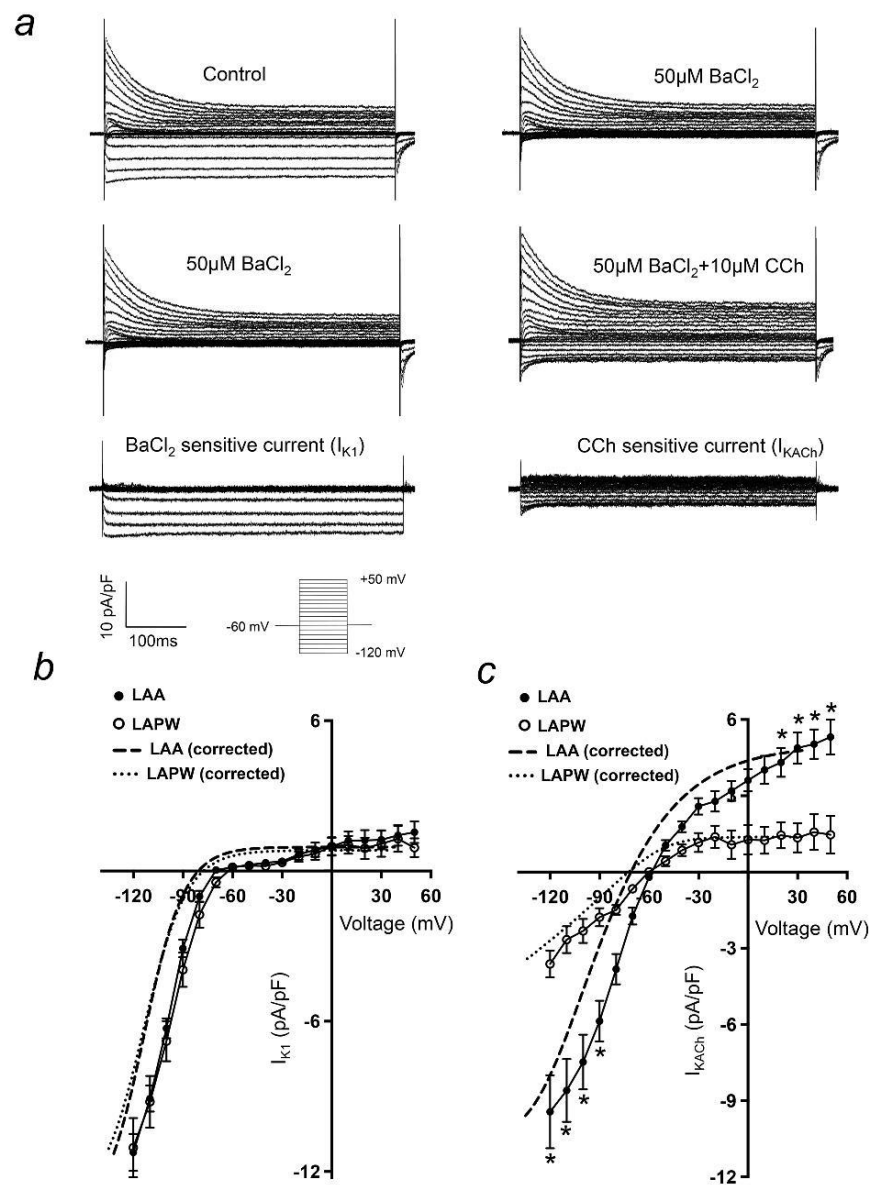 a
Control
50µM BaCl2
50µM BaCl2
50µM BaCl2+10µM CCh
BaCl2 sensitive current (IK1)
CCh sensitive current (IKACh)
10 pA/pF
100ms
-60 mV
+50 mV
-120 mV
b
LAA
LAPW
LAA (corrected)
LAPW (corrected)
6
-120 -90 -60 -30 30 60
Voltage (mV)
-6
-12
IK1 (pA/pF)
c
LAA
LAPW
LAA (corrected)
LAPW (corrected)
6
* * * *
-120 -90 -60 -30 30 60
Voltage (mV)
-3
-6
-9
-12
IKACh (pA/pF)
* * * *